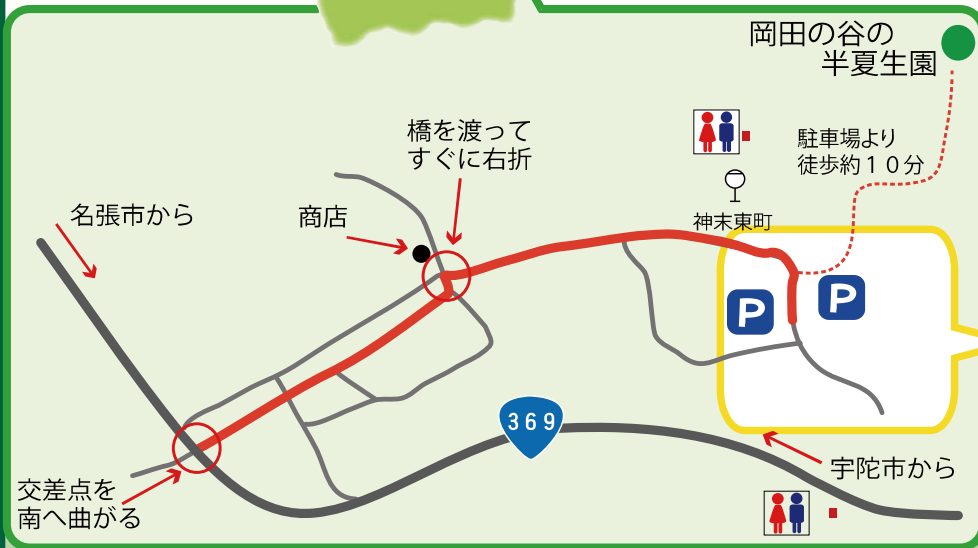 岡田の谷の
半夏生園
橋を渡って
すぐに右折
駐車場より
徒歩約１０分
名張市から
商店
神末東町
P
P
369
宇陀市から
交差点を
南へ曲がる